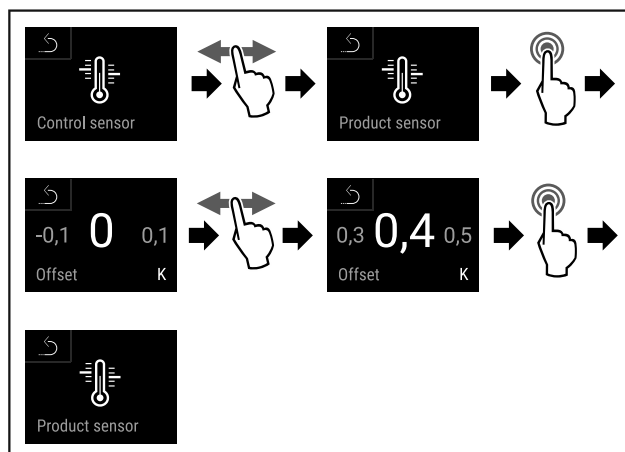 Control sensor
Product sensor
-0,1 0 0,1
Offset K
0,3 0,4 0,5
Offset K
Product sensor